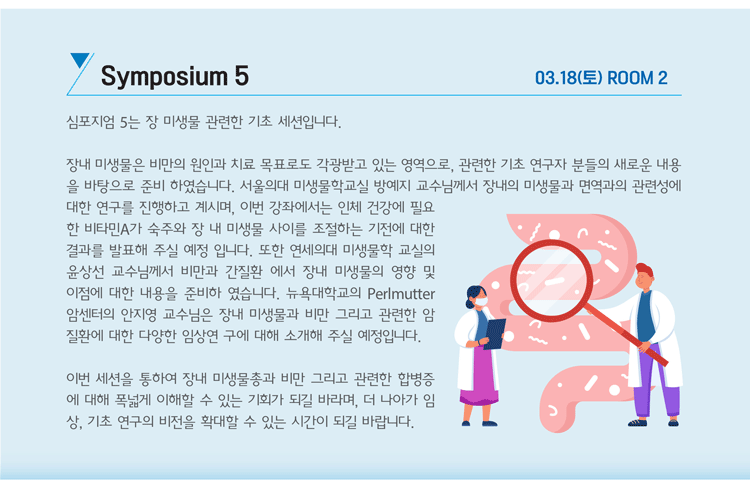 Symposium 5
03.18(토) ROOM 2
심포지엄 5는 장 미생물 관련한 기초 세션입니다.
장내 미생물은 비만의 원인과 치료 목표로도 각광받고 있는 영역으로, 관련한 기초 연구자 분들의 새로운 내용
을 바탕으로 준비 하였습니다. 서울의대 미생물학교실 방예지 교수님께서 장내의 미생물과 면역과의 관련성에
대한 연구를 진행하고 계시며, 이번 강좌에서는 인체 건강에 필요
한 비타민A가 숙주와 장 내 미생물 사이를 조절하는 기전에 대한
결과를 발표해 주실 예정 입니다. 또한 연세의대 미생물학 교실의
윤상선 교수님께서 비만과 간질환 에서 장내 미생물의 영향 및
이점에 대한 내용을 준비하 였습니다. 뉴욕대학교의 Perlmutter
암센터의 안지영 교수님은 장내 미생물과 비만 그리고 관련한 암
질환에 대한 다양한 임상연 구에 대해 소개해 주실 예정입니다.
이번 세션을 통하여 장내 미생물총과 비만 그리고 관련한 합병증
에 대해 폭넓게 이해할 수 있는 기회가 되길 바라며, 더 나아가 임
상, 기초 연구의 비전을 확대할 수 있는 시간이 되길 바랍니다.